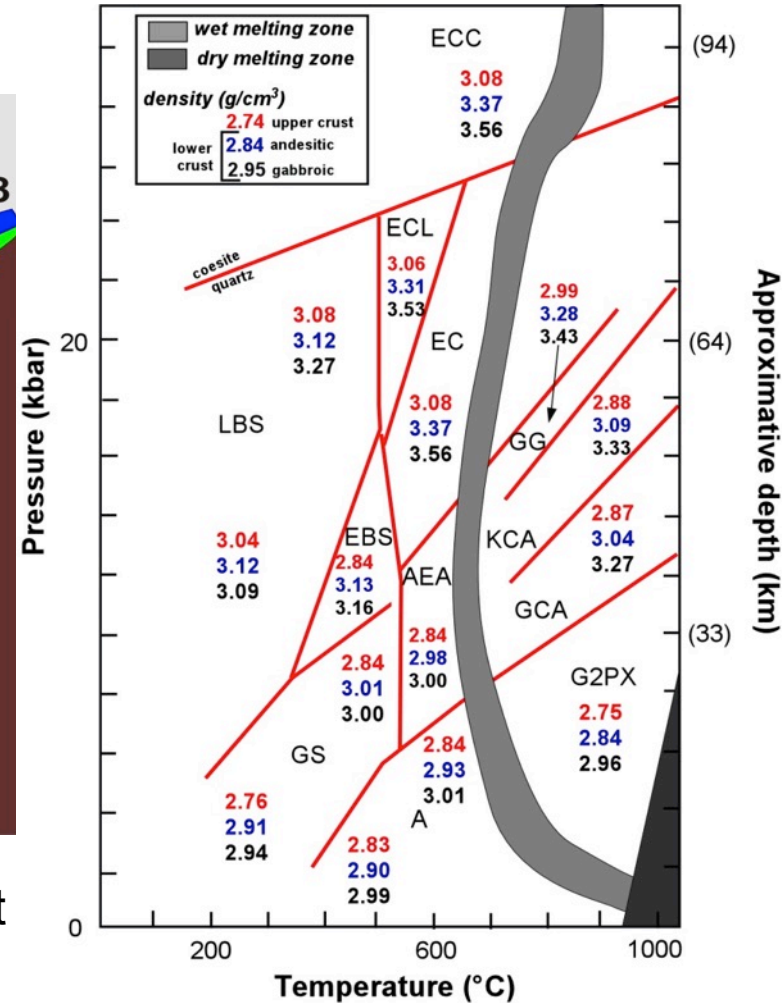 wet melting zone
dry melting zone
density (g/cm³)
2.74 upper crust
lower crust
2.84 andesitic
2.95 gabbroic
ECC
3.08
3.37
3.56
(94)
B
coesite
quartz
ECL
3.06
3.31
3.53
3.08
3.12
3.27
2.99
3.28
3.43
20
EC
(64)
LBS
3.08
3.37
3.56
2.88
3.09
3.33
GG
3.04
3.12
3.09
EBS
2.84
3.13
3.16
AEA
KCA
2.87
3.04
3.27
GCA
2.84
2.98
3.00
(33)
2.84
3.01
3.00
G2PX
2.75
2.84
2.96
GS
2.84
2.93
3.01
A
2.76
2.91
2.94
2.83
2.90
2.99
t
0
200
600
1000
Temperature (°C)
Pressure (kbar)
Approximative depth (km)